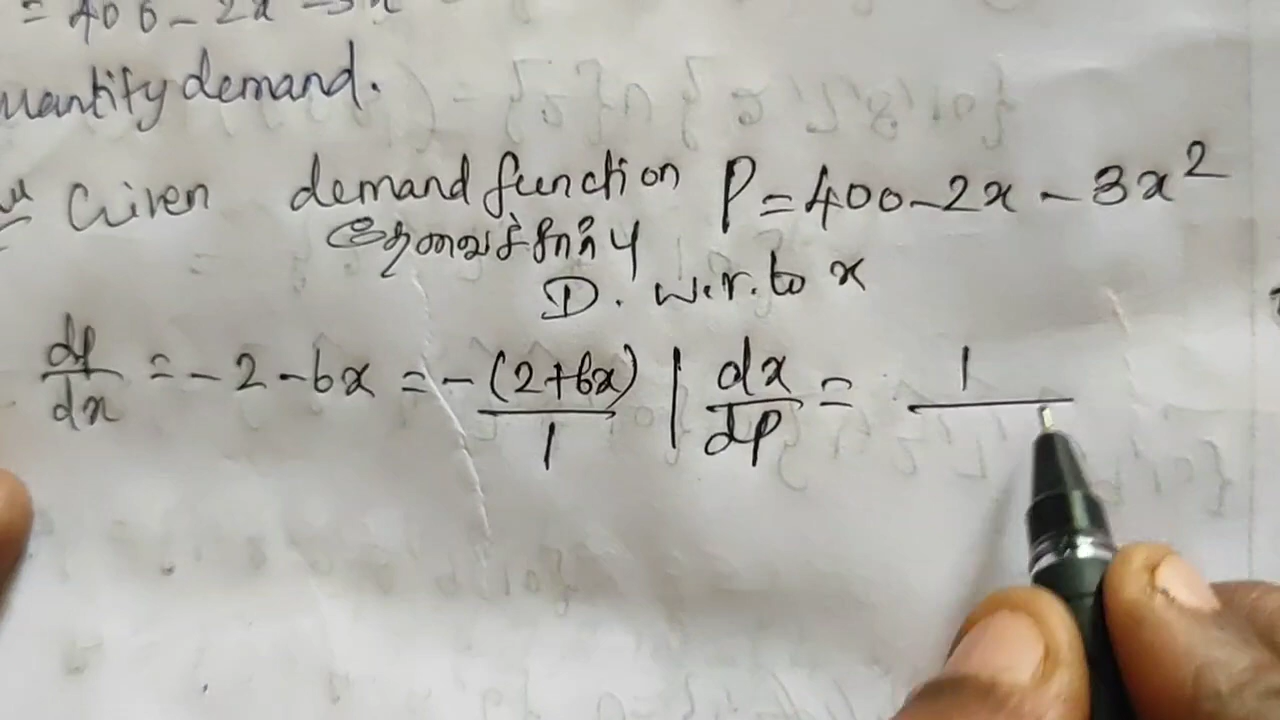 = 400 - 2x - 3x
uantity demand.
Given demand function P = 400 - 2x - 3x²
தேவைச்சார்பு
D. w.r.to x
dp/dx = -2 - 6x = -(2+6x)/1 | dx/dp = 1/